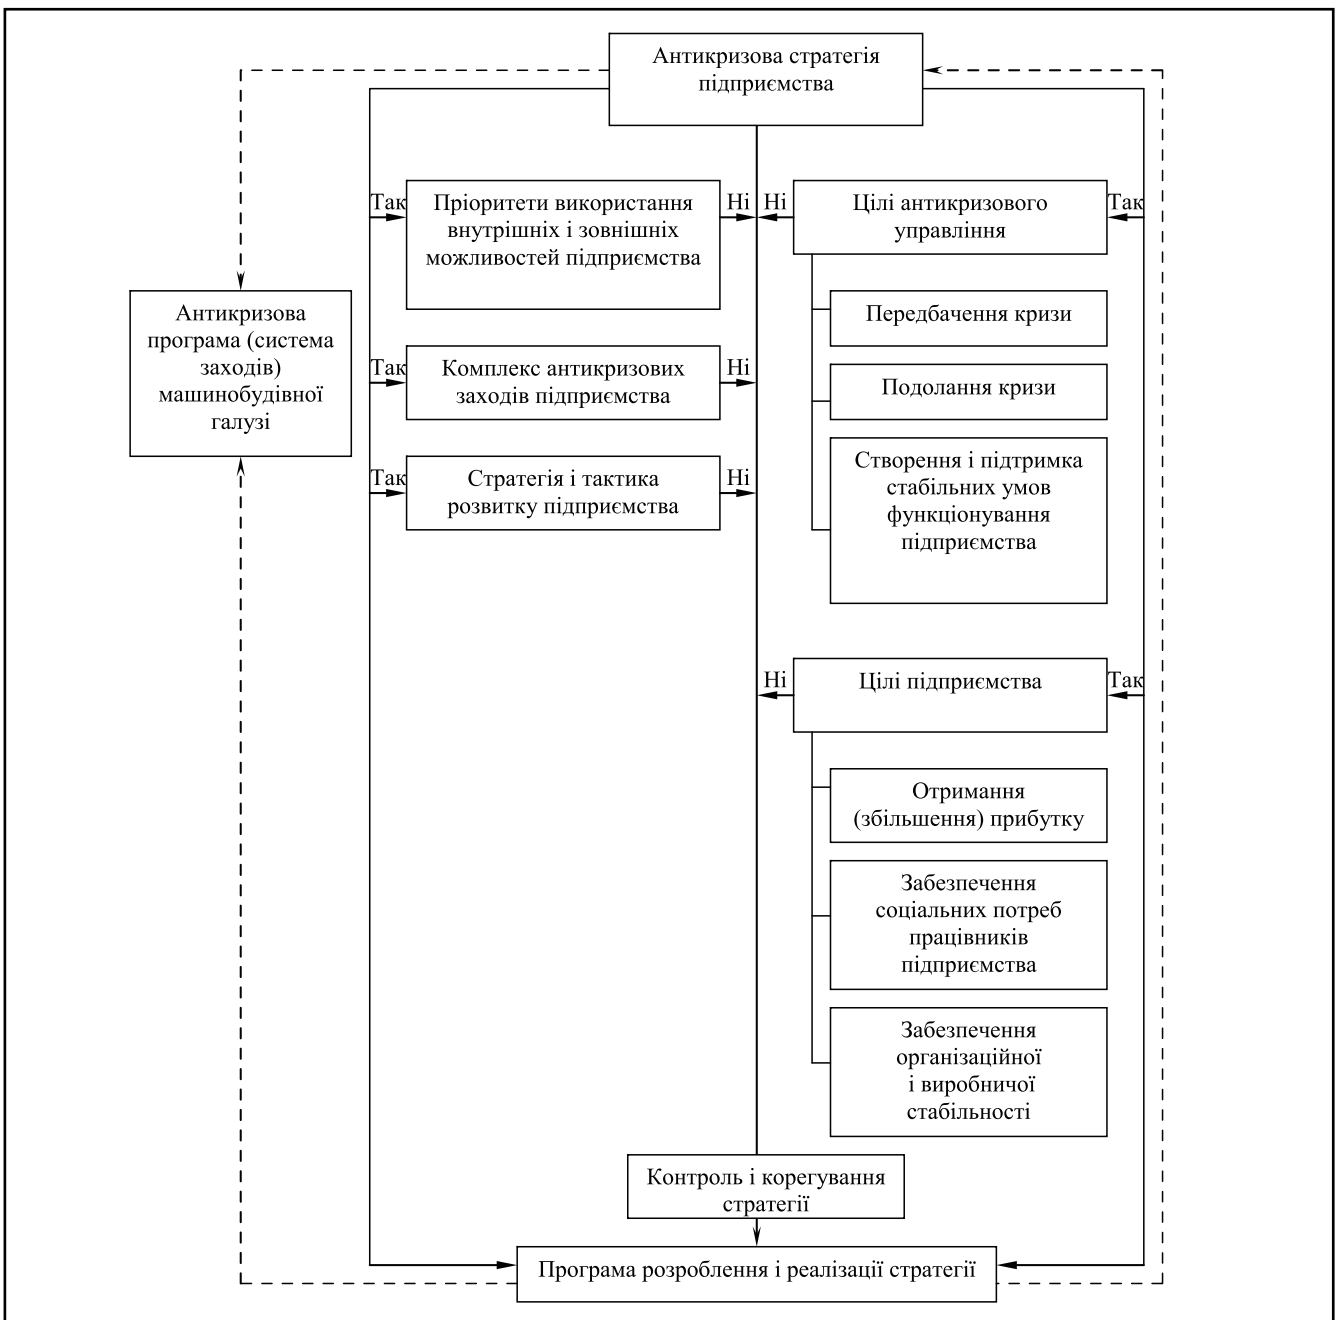 Антикризова стратегія
підприємства
Так
Пріоритети використання
внутрішніх і зовнішніх
можливостей підприємства
Ні
Ні
Цілі антикризового
управління
Так
Передбачення кризи
Антикризова
програма (система
заходів)
машинобудівної
галузі
Так
Комплекс антикризових
заходів підприємства
Ні
Подолання кризи
Так
Стратегія і тактика
розвитку підприємства
Ні
Створення і підтримка
стабільних умов
функціонування
підприємства
Ні
Цілі підприємства
Так
Отримання
(збільшення) прибутку
Забезпечення
соціальних потреб
працівників
підприємства
Забезпечення
організаційної
і виробничої
стабільності
Контроль і корегування
стратегії
Програма розроблення і реалізації стратегії